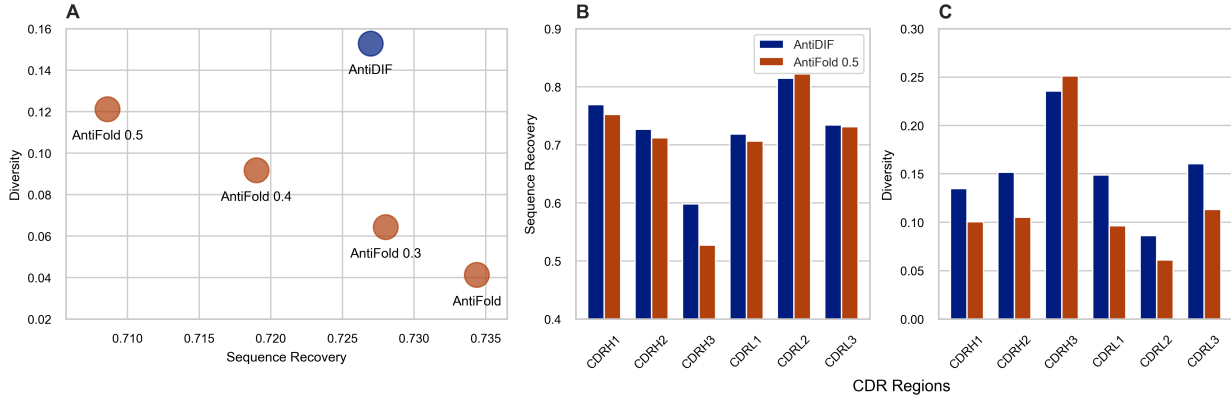 A
0.16
0.14
0.12
0.10
0.08
0.06
0.04
0.02
Diversity
AntiDIF
AntiFold 0.5
AntiFold 0.4
AntiFold 0.3
AntiFold
0.710
0.715
0.720
0.725
0.730
0.735
Sequence Recovery
B
0.9
0.8
0.7
0.6
0.5
0.4
Sequence Recovery
AntiDIF
AntiFold 0.5
CDRH1
CDRH2
CDRH3
CDRL1
CDRL2
CDRL3
C
0.30
0.25
0.20
0.15
0.10
0.05
0.00
Diversity
CDRH1
CDRH2
CDRH3
CDRL1
CDRL2
CDRL3
CDR Regions